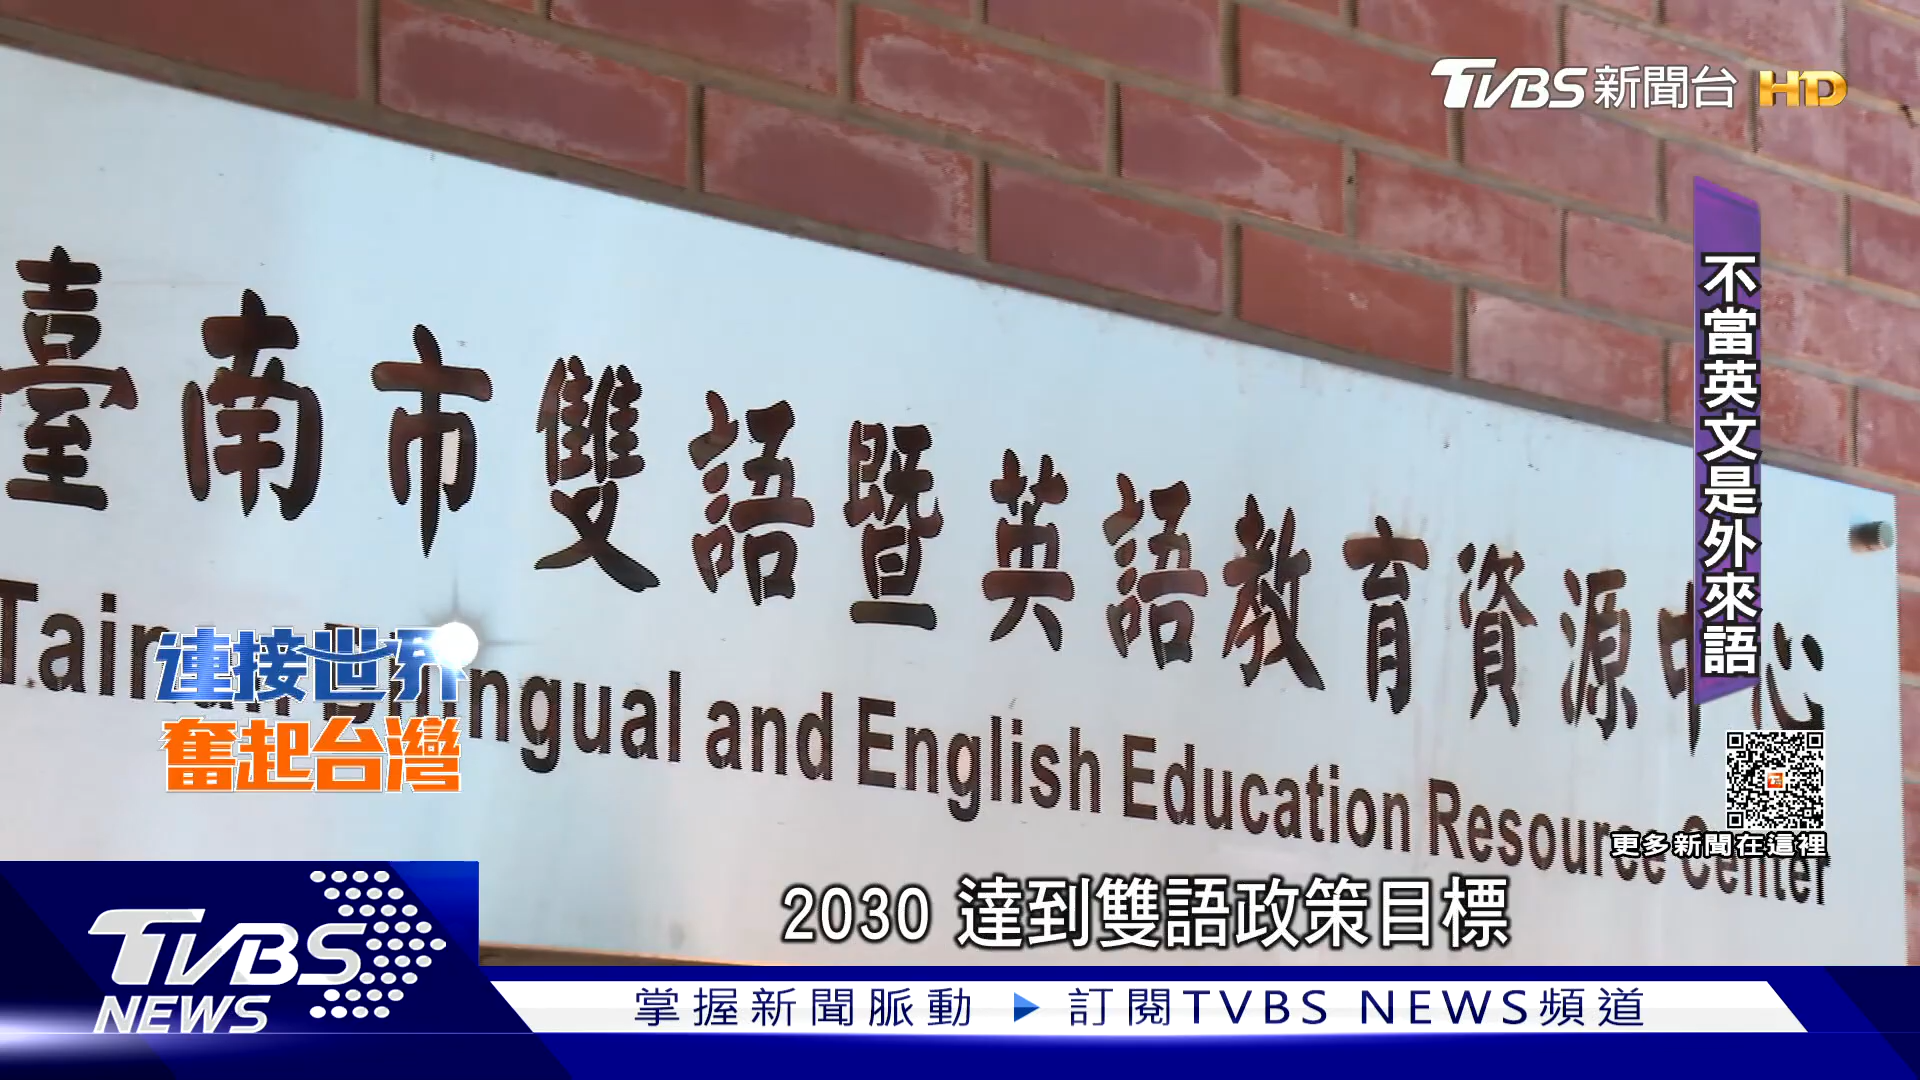 TVBS新聞台 HD
不當英文是外來語
臺南市雙語暨英語教育資源中心
Tainan Bilingual and English Education Resource Center
連接世界
奮起台灣
更多新聞在這裡
2030 達到雙語政策目標
TVBS
NEWS
掌握新聞脈動 ▶ 訂閱TVBS NEWS頻道